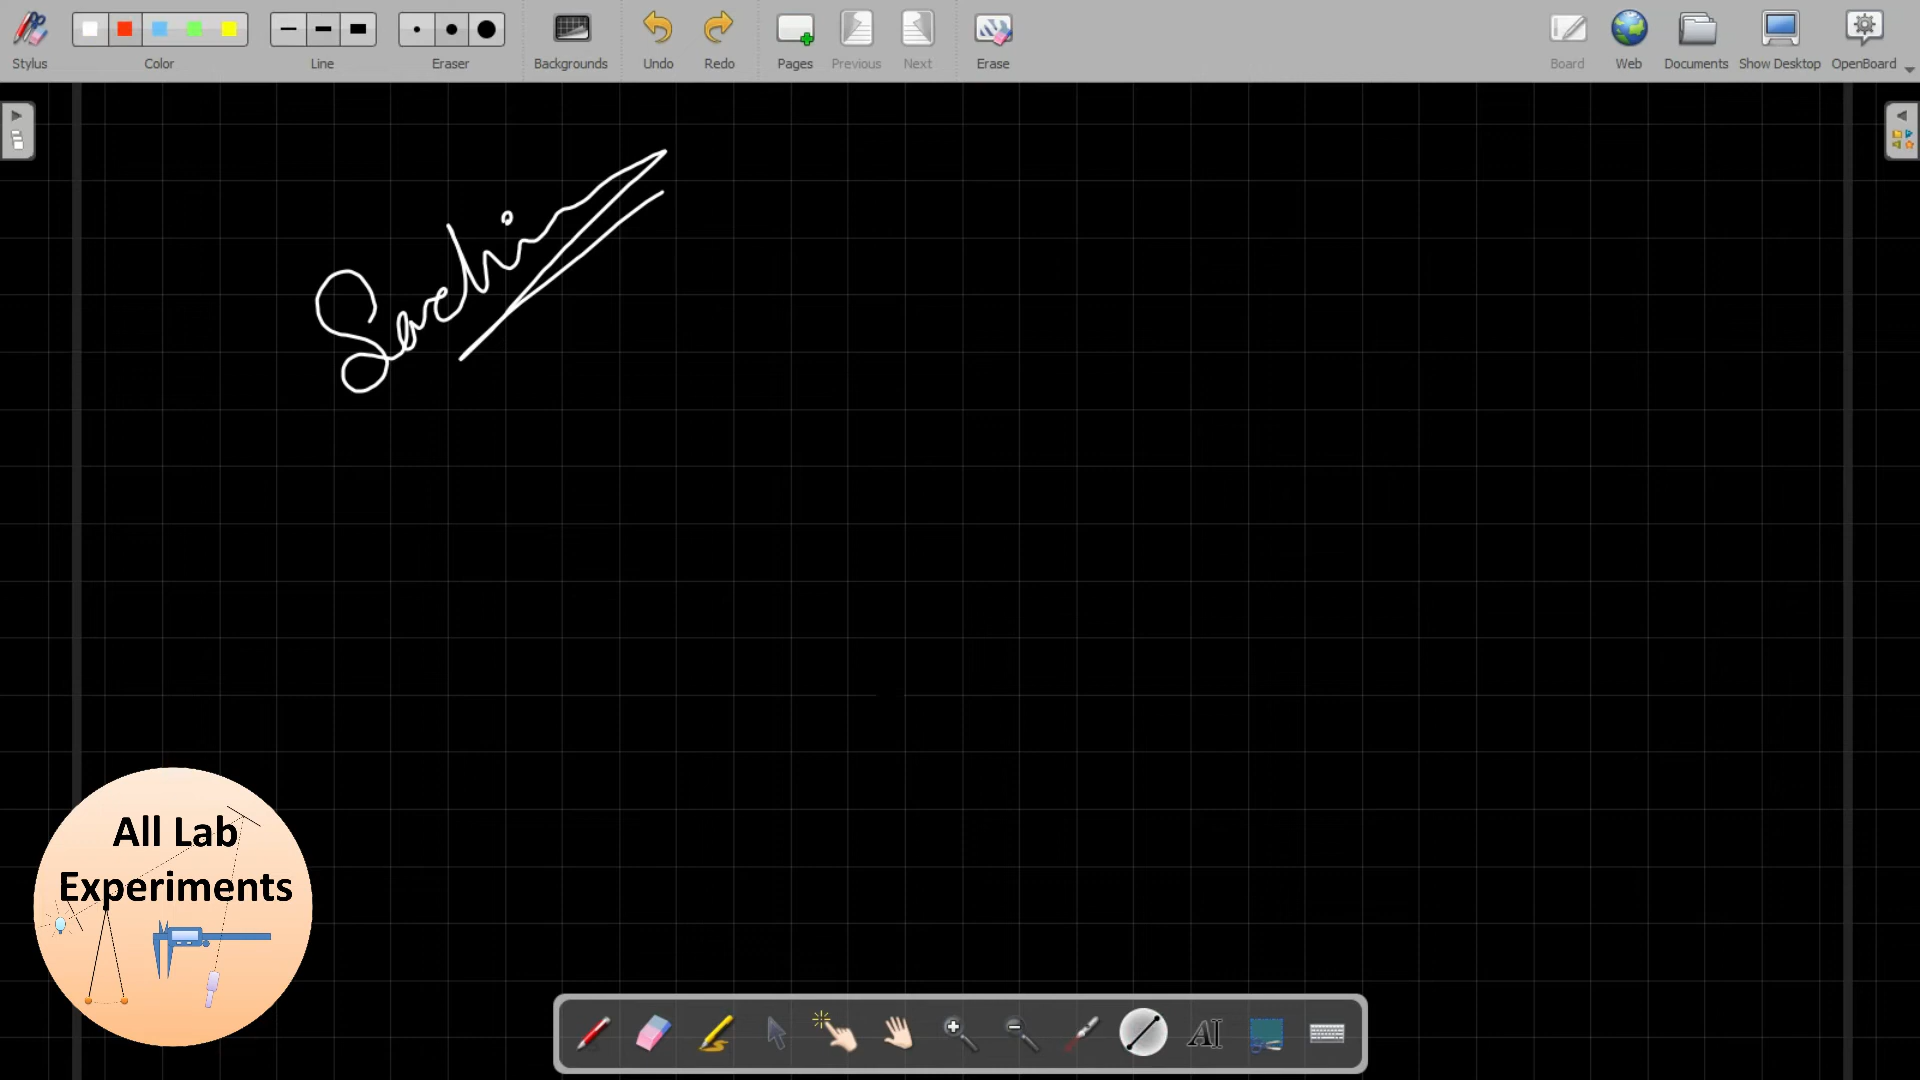 Stylus
Color
Line
Eraser
Backgrounds
Undo
Redo
Pages
Previous
Next
Erase
Board
Web
Documents
Show Desktop
OpenBoard
Sachin
All Lab
Experiments
AI